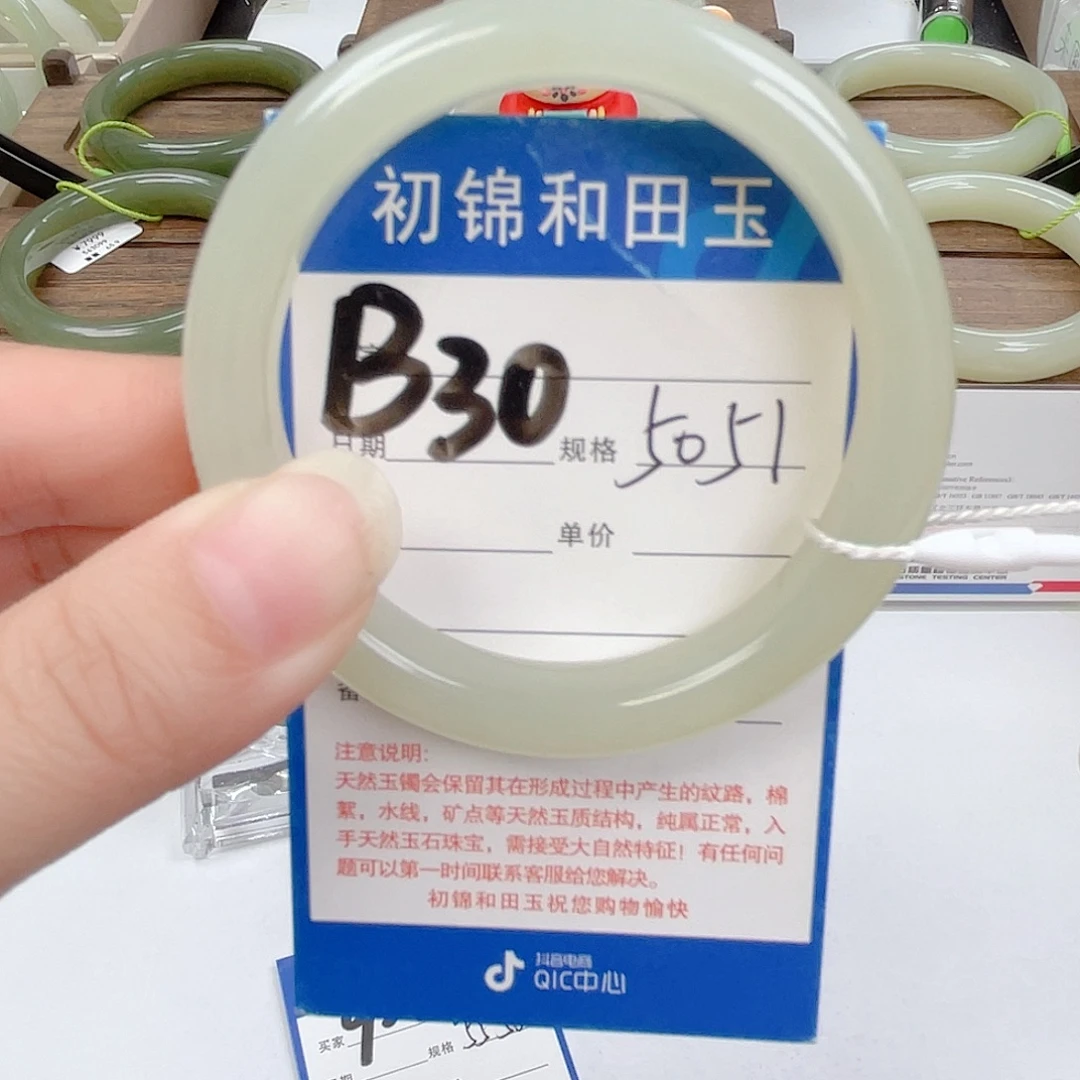 初锦和田玉
B30
日期
规格 5051
单价
备
注意说明:
天然玉镯会保留其在形成过程中产生的纹路，棉
絮，水线，矿点等天然玉质结构，纯属正常，入
手天然玉石珠宝，需接受大自然特征！有任何问
题可以第一时间联系客服给您解决。
初锦和田玉祝您购物愉快
抖音电商
QIC中心
买家
规格
STONE TESTING CENTER